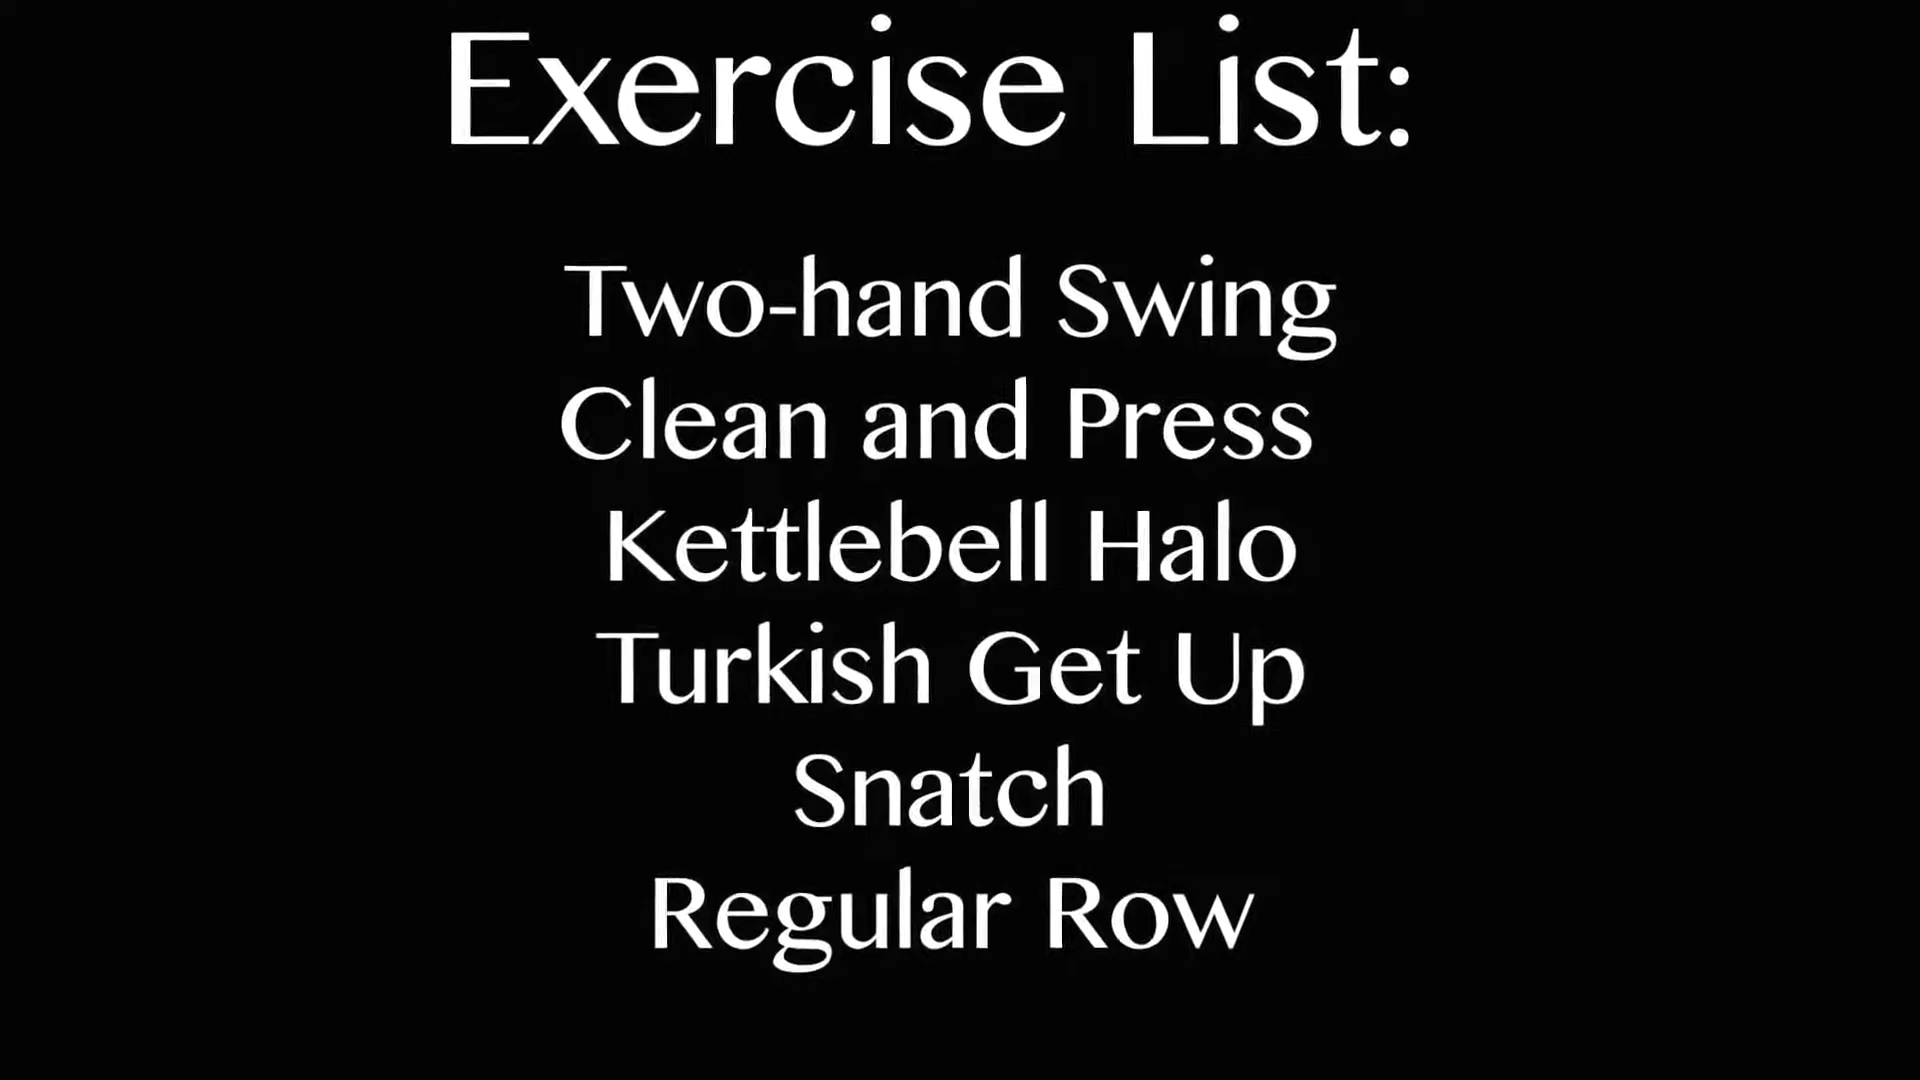 Exercise List:
Two-hand Swing
Clean and Press
Kettlebell Halo
Turkish Get Up
Snatch
Regular Row